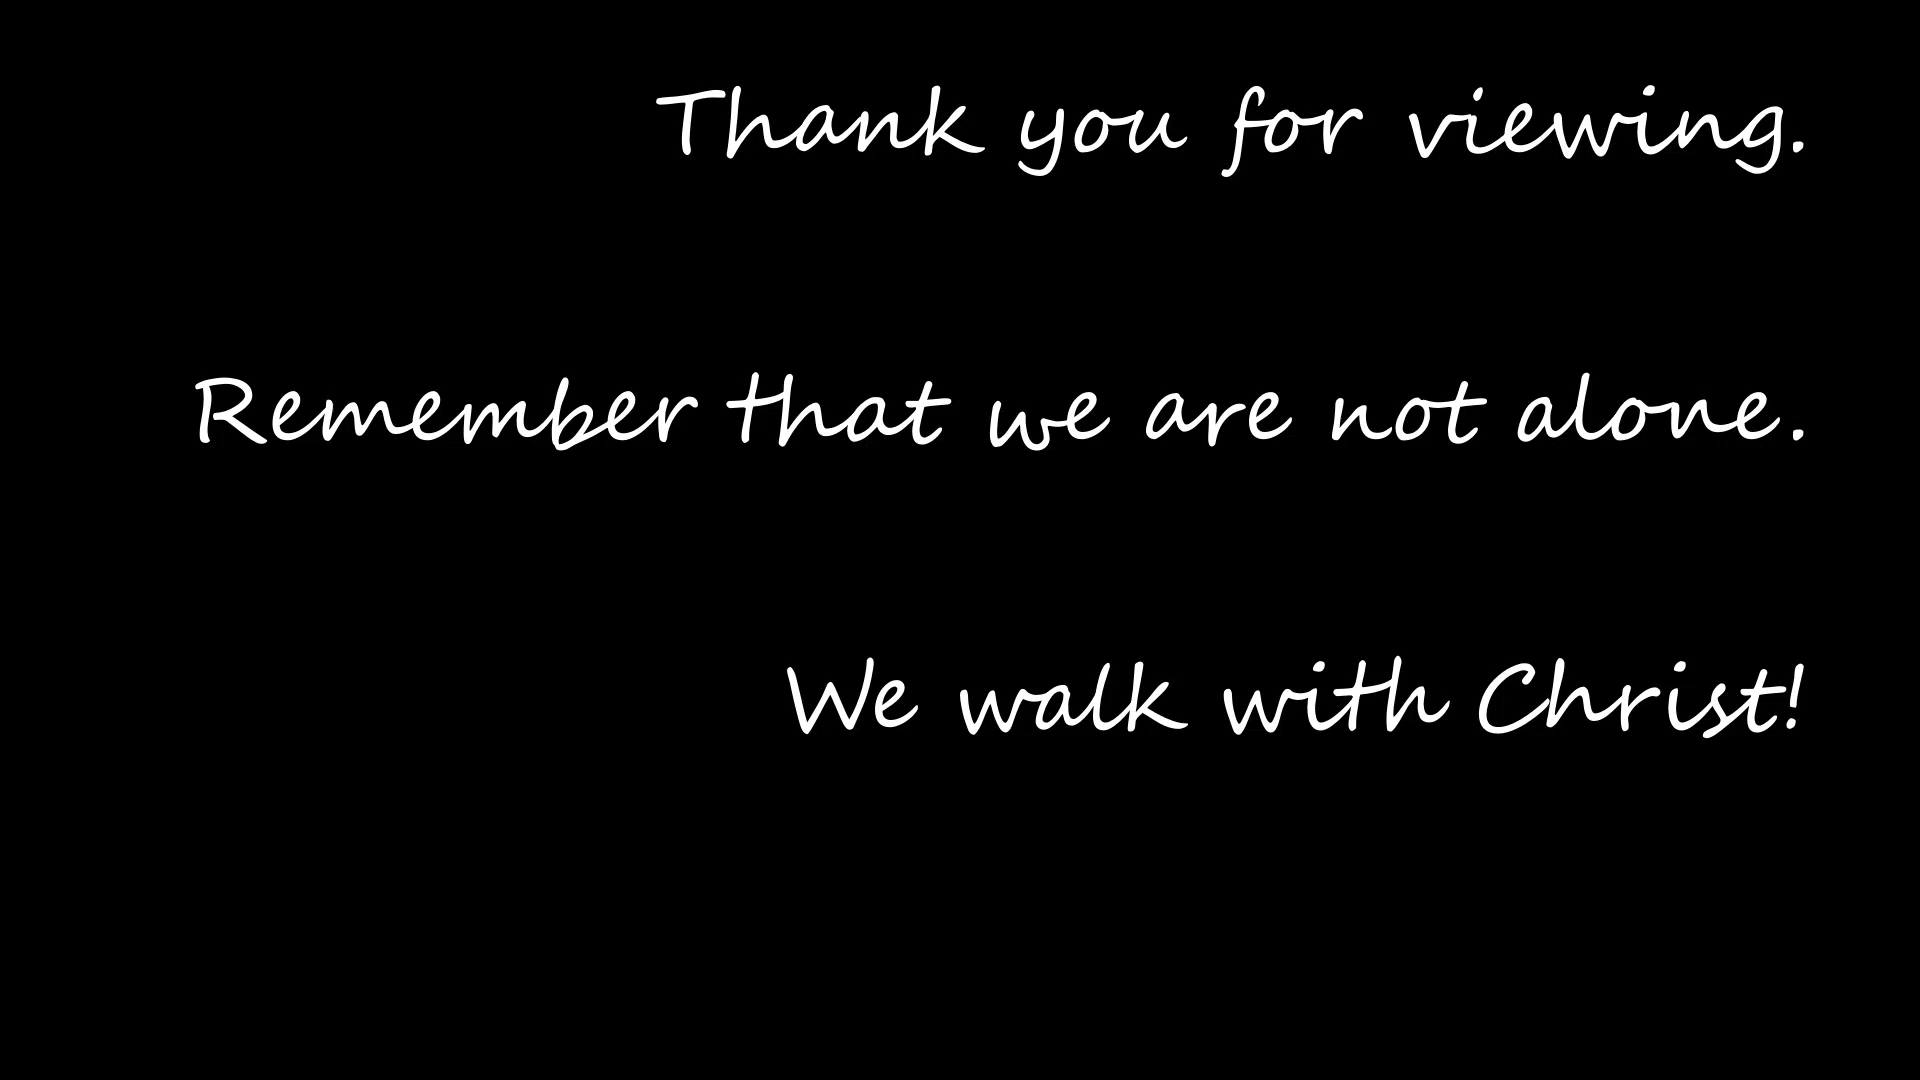 Thank you for viewing.
Remember that we are not alone.
We walk with Christ!